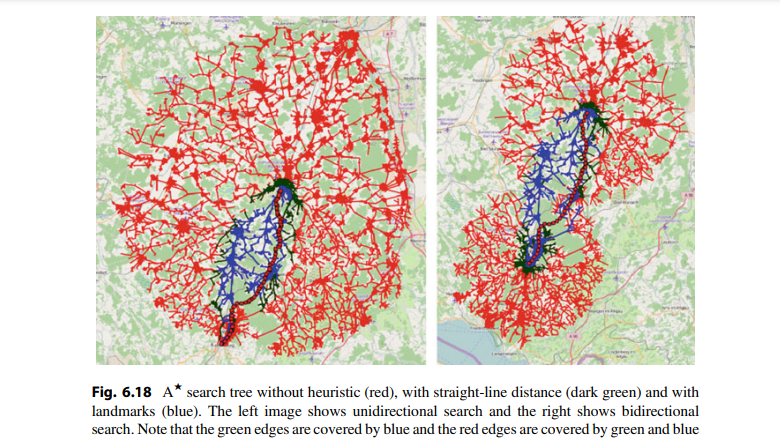 Fig. 6.18 A★ search tree without heuristic (red), with straight-line distance (dark green) and with
landmarks (blue). The left image shows unidirectional search and the right shows bidirectional
search. Note that the green edges are covered by blue and the red edges are covered by green and blue